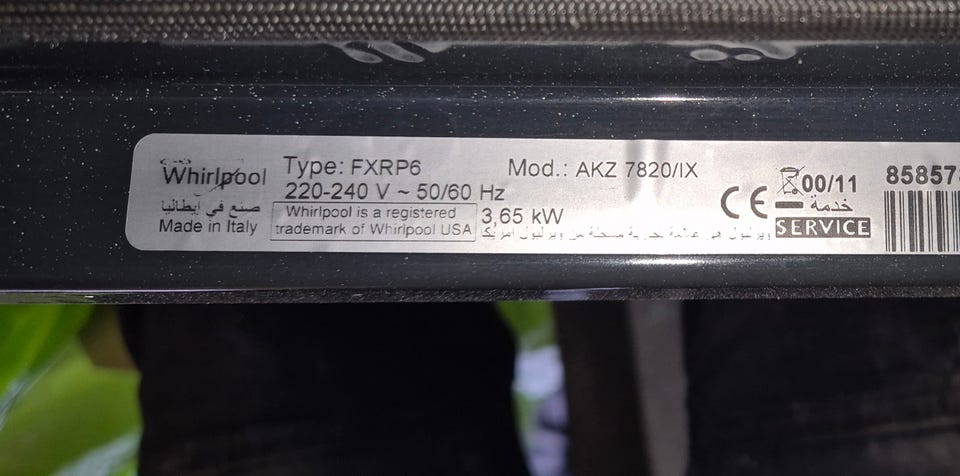 Whirlpool
صنع في إيطاليا
Made in Italy
Type: FXRP6
220-240 V ~ 50/60 Hz
Whirlpool is a registered
trademark of Whirlpool USA
Mod.: AKZ 7820/IX
3,65 kW
CE
00/11
خدمة
SERVICE
85857